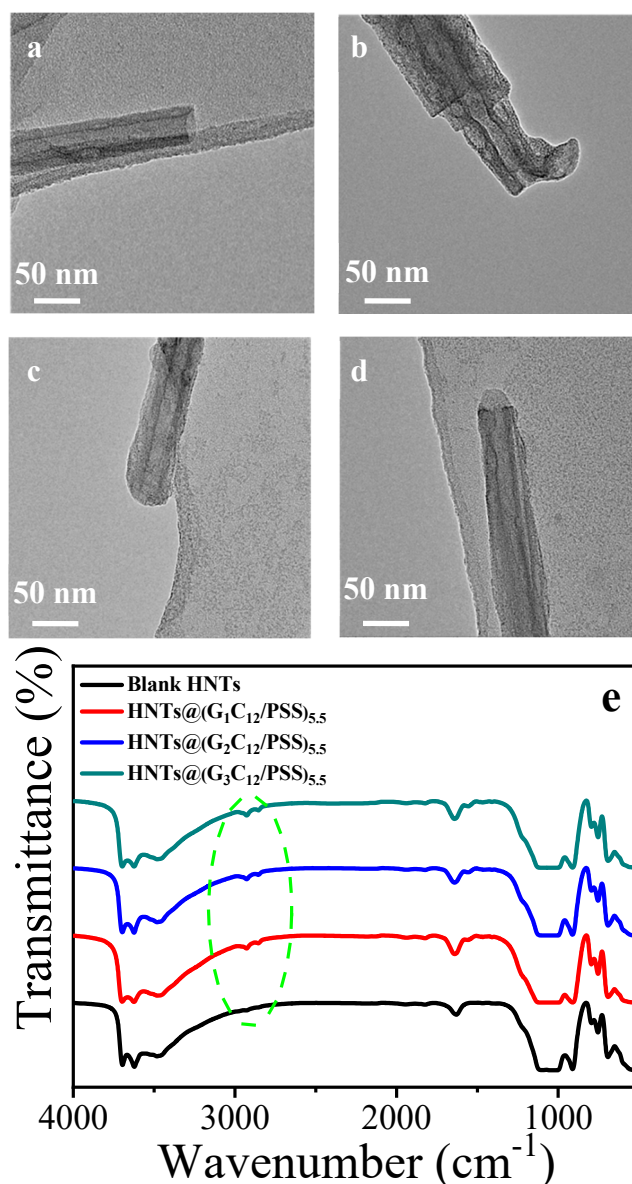 a
b
50 nm
50 nm
c
d
50 nm
50 nm
Transmittance (%)
Blank HNTs
HNTs@(G₁C₁₂/PSS)₅.₅
HNTs@(G₂C₁₂/PSS)₅.₅
HNTs@(G₃C₁₂/PSS)₅.₅
e
4000 3000 2000 1000
Wavenumber (cm⁻¹)